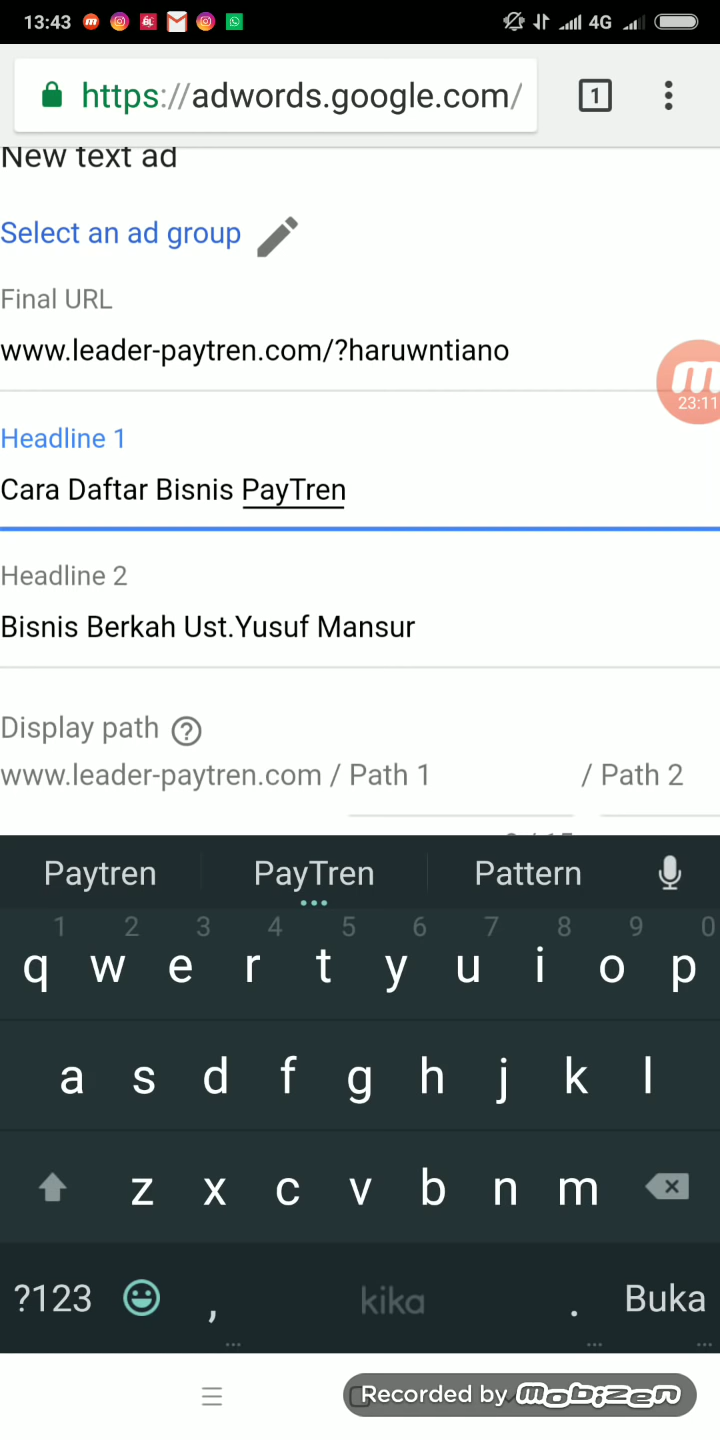 13:43
4G
https://adwords.google.com/
1
New text ad
Select an ad group
Final URL
www.leader-paytren.com/?haruwntiano
23:11
Headline 1
Cara Daftar Bisnis PayTren
Headline 2
Bisnis Berkah Ust.Yusuf Mansur
Display path
www.leader-paytren.com / Path 1 / Path 2
Paytren PayTren Pattern
1 2 3 4 5 6 7 8 9 0
q w e r t y u i o p
a s d f g h j k l
z x c v b n m
?123 , kika . Buka
Recorded by mobizen